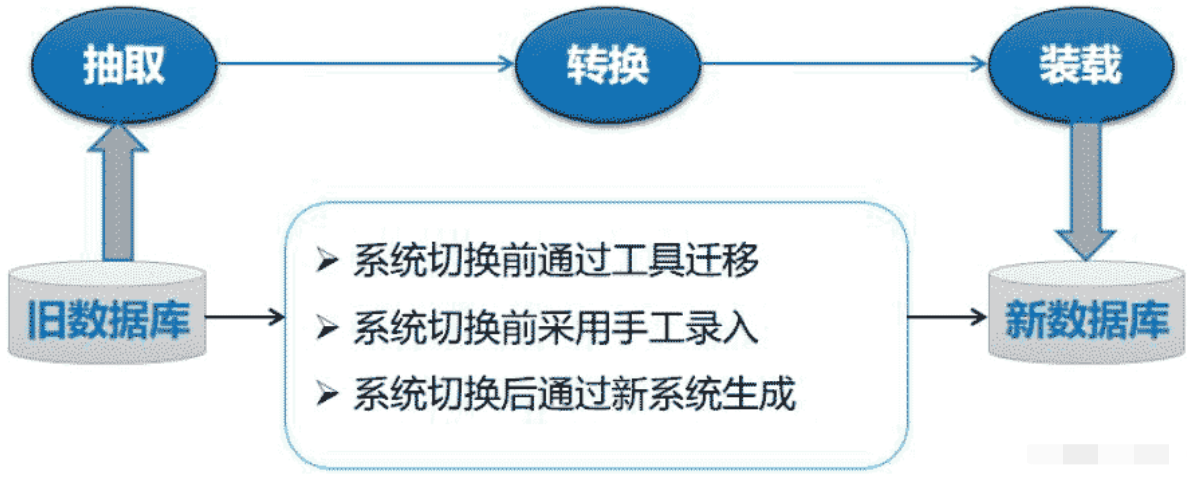 抽取
转换
装载
旧数据库
系统切换前通过工具迁移
系统切换前采用手工录入
系统切换后通过新系统生成
新数据库